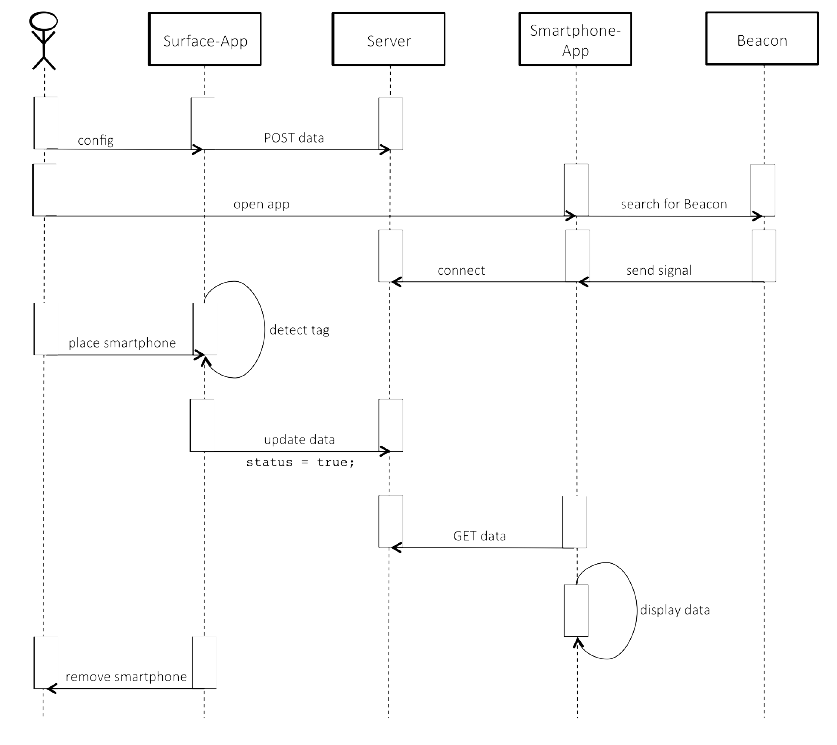 Surface-App
Server
Smartphone-
App
Beacon
config
POST data
open app
search for Beacon
connect
send signal
place smartphone
detect tag
update data
status = true;
GET data
display data
remove smartphone